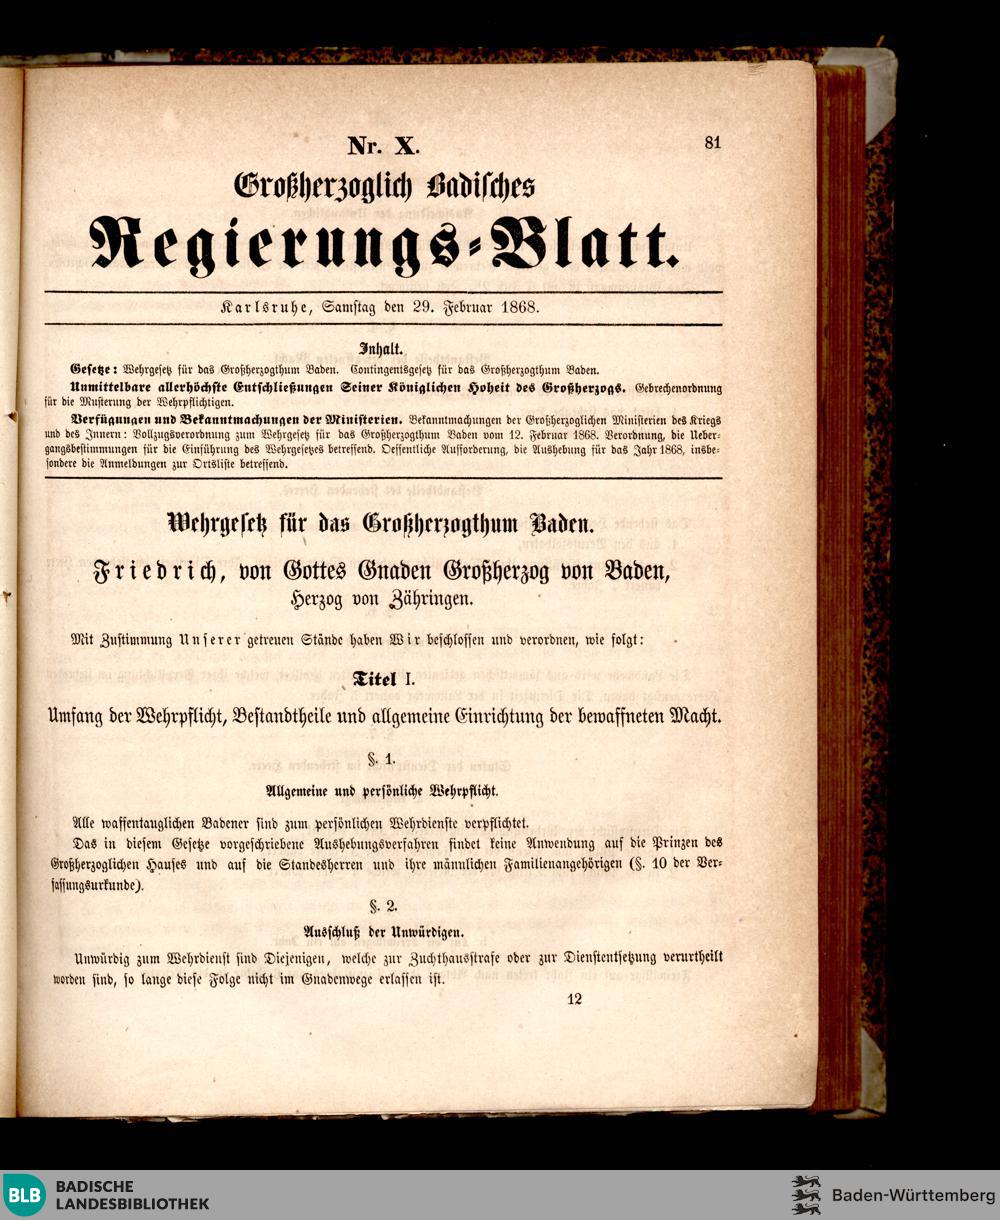 Nr. X.
81
Großherzoglich Badisches
Regierungs-Blatt.
Karlsruhe, Samstag den 29. Februar 1868.
Inhalt.
Gesetze: Wehrgesetz für das Großherzogthum Baden. Contingentsgesetz für das Großherzogthum Baden.
Unmittelbare allerhöchste Entschließungen Seiner Königlichen Hoheit des Großherzogs. Gebrechenordnung
für die Musterung der Wehrpflichtigen.
Verfügungen und Bekanntmachungen der Ministerien. Bekanntmachungen der Großherzoglichen Ministerien des Kriegs
und des Innern: Vollzugsverordnung zum Wehrgesetz für das Großherzogthum Baden vom 12. Februar 1868. Verordnung, die Ueber-
gangsbestimmungen für die Einführung des Wehrgesetzes betreffend. Oeffentliche Aufforderung, die Aushebung für das Jahr 1868, insbe-
sondere die Anmeldungen zur Ortsliste betreffend.
Wehrgesetz für das Großherzogthum Baden.
Friedrich, von Gottes Gnaden Großherzog von Baden,
Herzog von Zähringen.
Mit Zustimmung Unserer getreuen Stände haben Wir beschlossen und verordnen, wie folgt:
Titel I.
Umfang der Wehrpflicht, Bestandtheile und allgemeine Einrichtung der bewaffneten Macht.
§. 1.
Allgemeine und persönliche Wehrpflicht.
Alle waffentauglichen Badener sind zum persönlichen Wehrdienste verpflichtet.
Das in diesem Gesetze vorgeschriebene Aushebungsverfahren findet keine Anwendung auf die Prinzen des
Großherzoglichen Hauses und auf die Standesherren und ihre männlichen Familienangehörigen (§. 10 der Ver-
fassungsurkunde).
§. 2.
Ausschluß der Unwürdigen.
Unwürdig zum Wehrdienst sind Diejenigen, welche zur Zuchthausstrafe oder zur Dienstentsetzung verurtheilt
worden sind, so lange diese Folge nicht im Gnadenwege erlassen ist.
12
BLB
BADISCHE
LANDESBIBLIOTHEK
Baden-Württemberg